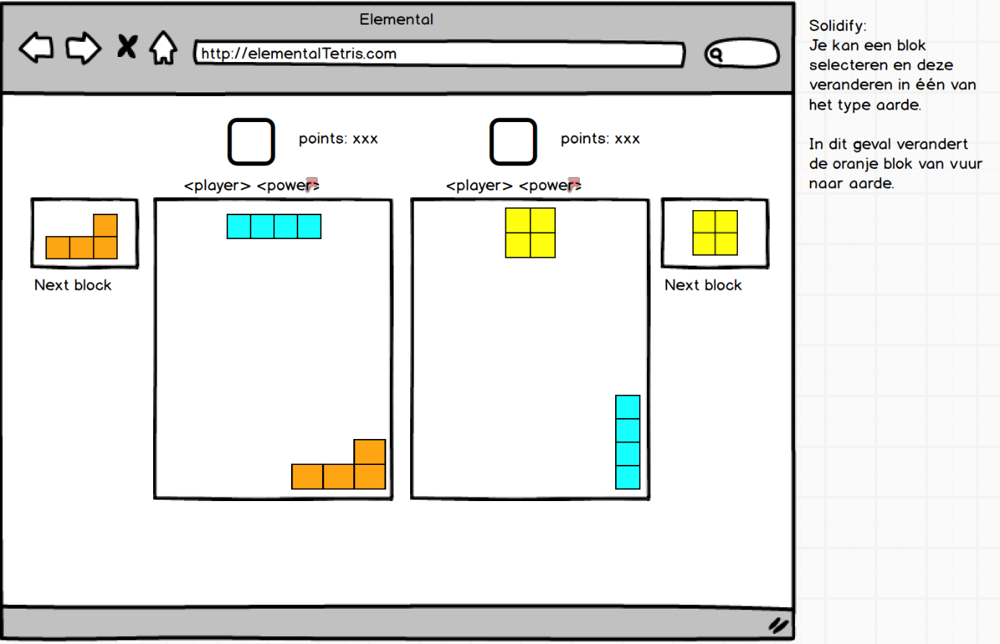 Elemental
http://elementalTetris.com
points: xxx
points: xxx
<player> <power>
<player> <power>
Next block
Next block
Solidify:
Je kan een blok
selecteren en deze
veranderen in één van
het type aarde.
In dit geval verandert
de oranje blok van vuur
naar aarde.